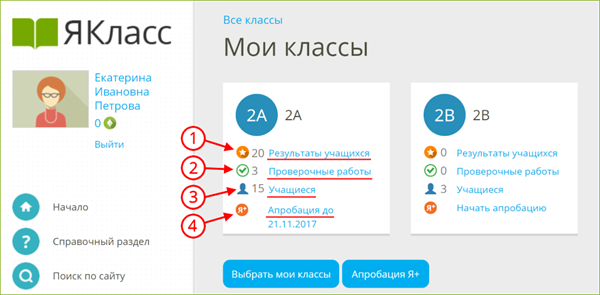 ЯКласс
Екатерина
Ивановна
Петрова
0
Выйти
Начало
Справочный раздел
? Поиск по сайту
Все классы
Мои классы
2А 2А
1 20 Результаты учащихся
2 3 Проверочные работы
3 15 Учащиеся
4 Я+ Апробация до
21.11.2017
2В 2В
0 Результаты учащихся
0 Проверочные работы
3 Учащиеся
Я+ Начать апробацию
Выбрать мои классы
Апробация Я+